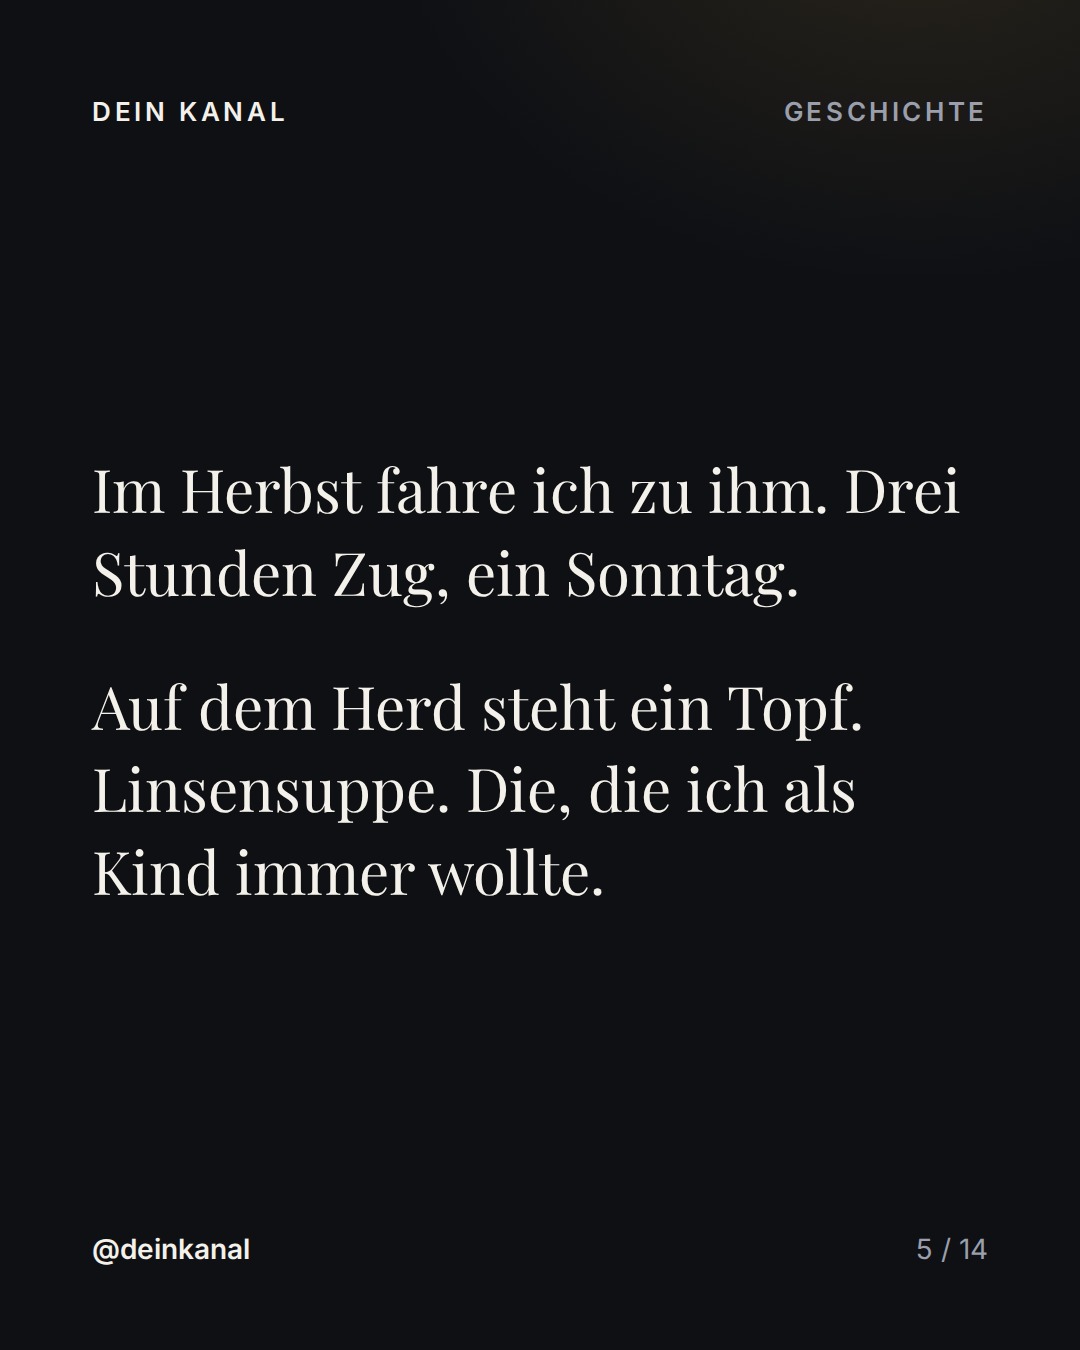 DEIN KANAL
GESCHICHTE
Im Herbst fahre ich zu ihm. Drei
Stunden Zug, ein Sonntag.
Auf dem Herd steht ein Topf.
Linsensuppe. Die, die ich als
Kind immer wollte.
@deinkanal
5 / 14